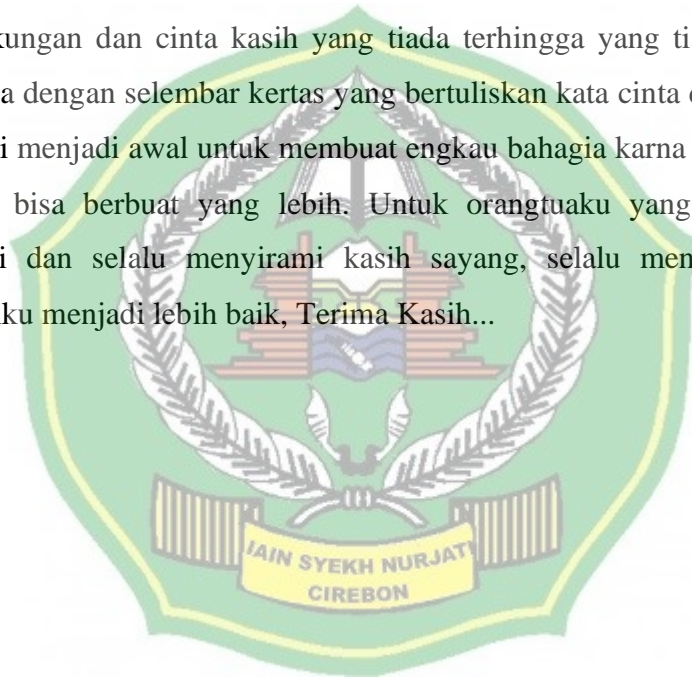 kungan dan cinta kasih yang tiada terhingga yang ti
a dengan selembar kertas yang bertuliskan kata cinta
i menjadi awal untuk membuat engkau bahagia karna
bisa berbuat yang lebih. Untuk orangtuaku yang
i dan selalu menyirami kasih sayang, selalu men
ku menjadi lebih baik, Terima Kasih...
IAIN SYEKH NURJATI
CIREBON